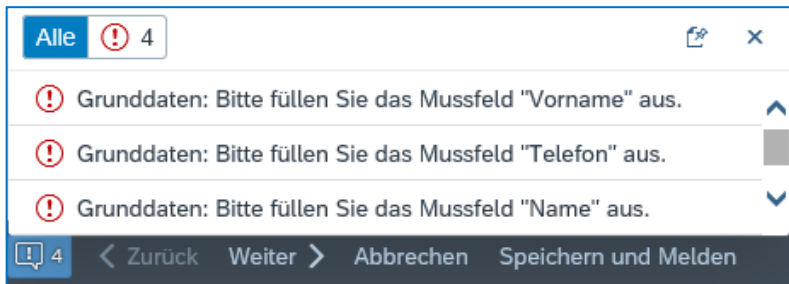 Alle 4
Grunddaten: Bitte füllen Sie das Mussfeld "Vorname" aus.
Grunddaten: Bitte füllen Sie das Mussfeld "Telefon" aus.
Grunddaten: Bitte füllen Sie das Mussfeld "Name" aus.
4 Zurück Weiter Abbrechen Speichern und Melden